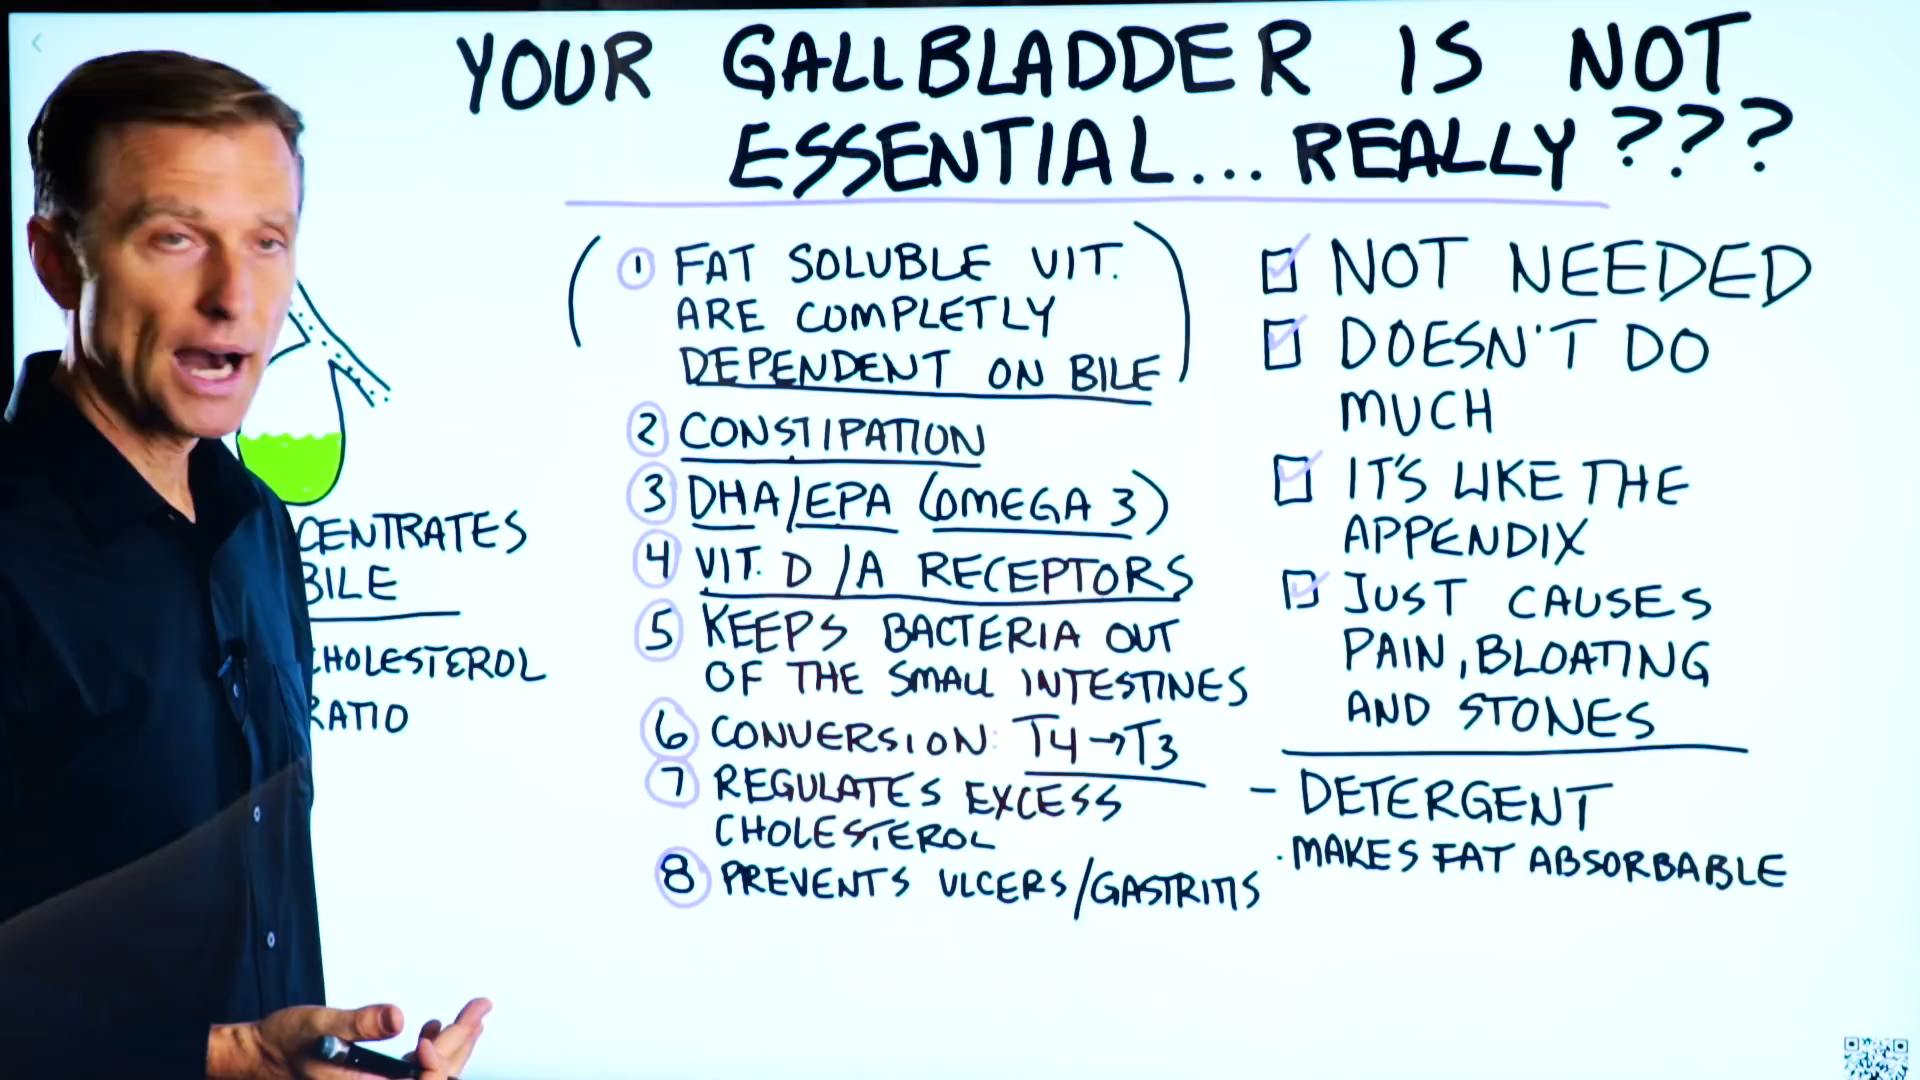 YOUR GALLBLADDER IS NOT
ESSENTIAL... REALLY???
CENTRATES
BILE
CHOLESTEROL
RATIO
1 FAT SOLUBLE VIT.
ARE COMPLETLY
DEPENDENT ON BILE
2 CONSTIPATION
3 DHA/EPA (OMEGA 3)
4 VIT. D/A RECEPTORS
5 KEEPS BACTERIA OUT
OF THE SMALL INTESTINES
6 CONVERSION: T4→T3
7 REGULATES EXCESS
CHOLESTEROL
8 PREVENTS ULCERS/GASTRITIS
NOT NEEDED
DOESN'T DO
MUCH
IT'S LIKE THE
APPENDIX
JUST CAUSES
PAIN, BLOATING
AND STONES
- DETERGENT
. MAKES FAT ABSORBABLE